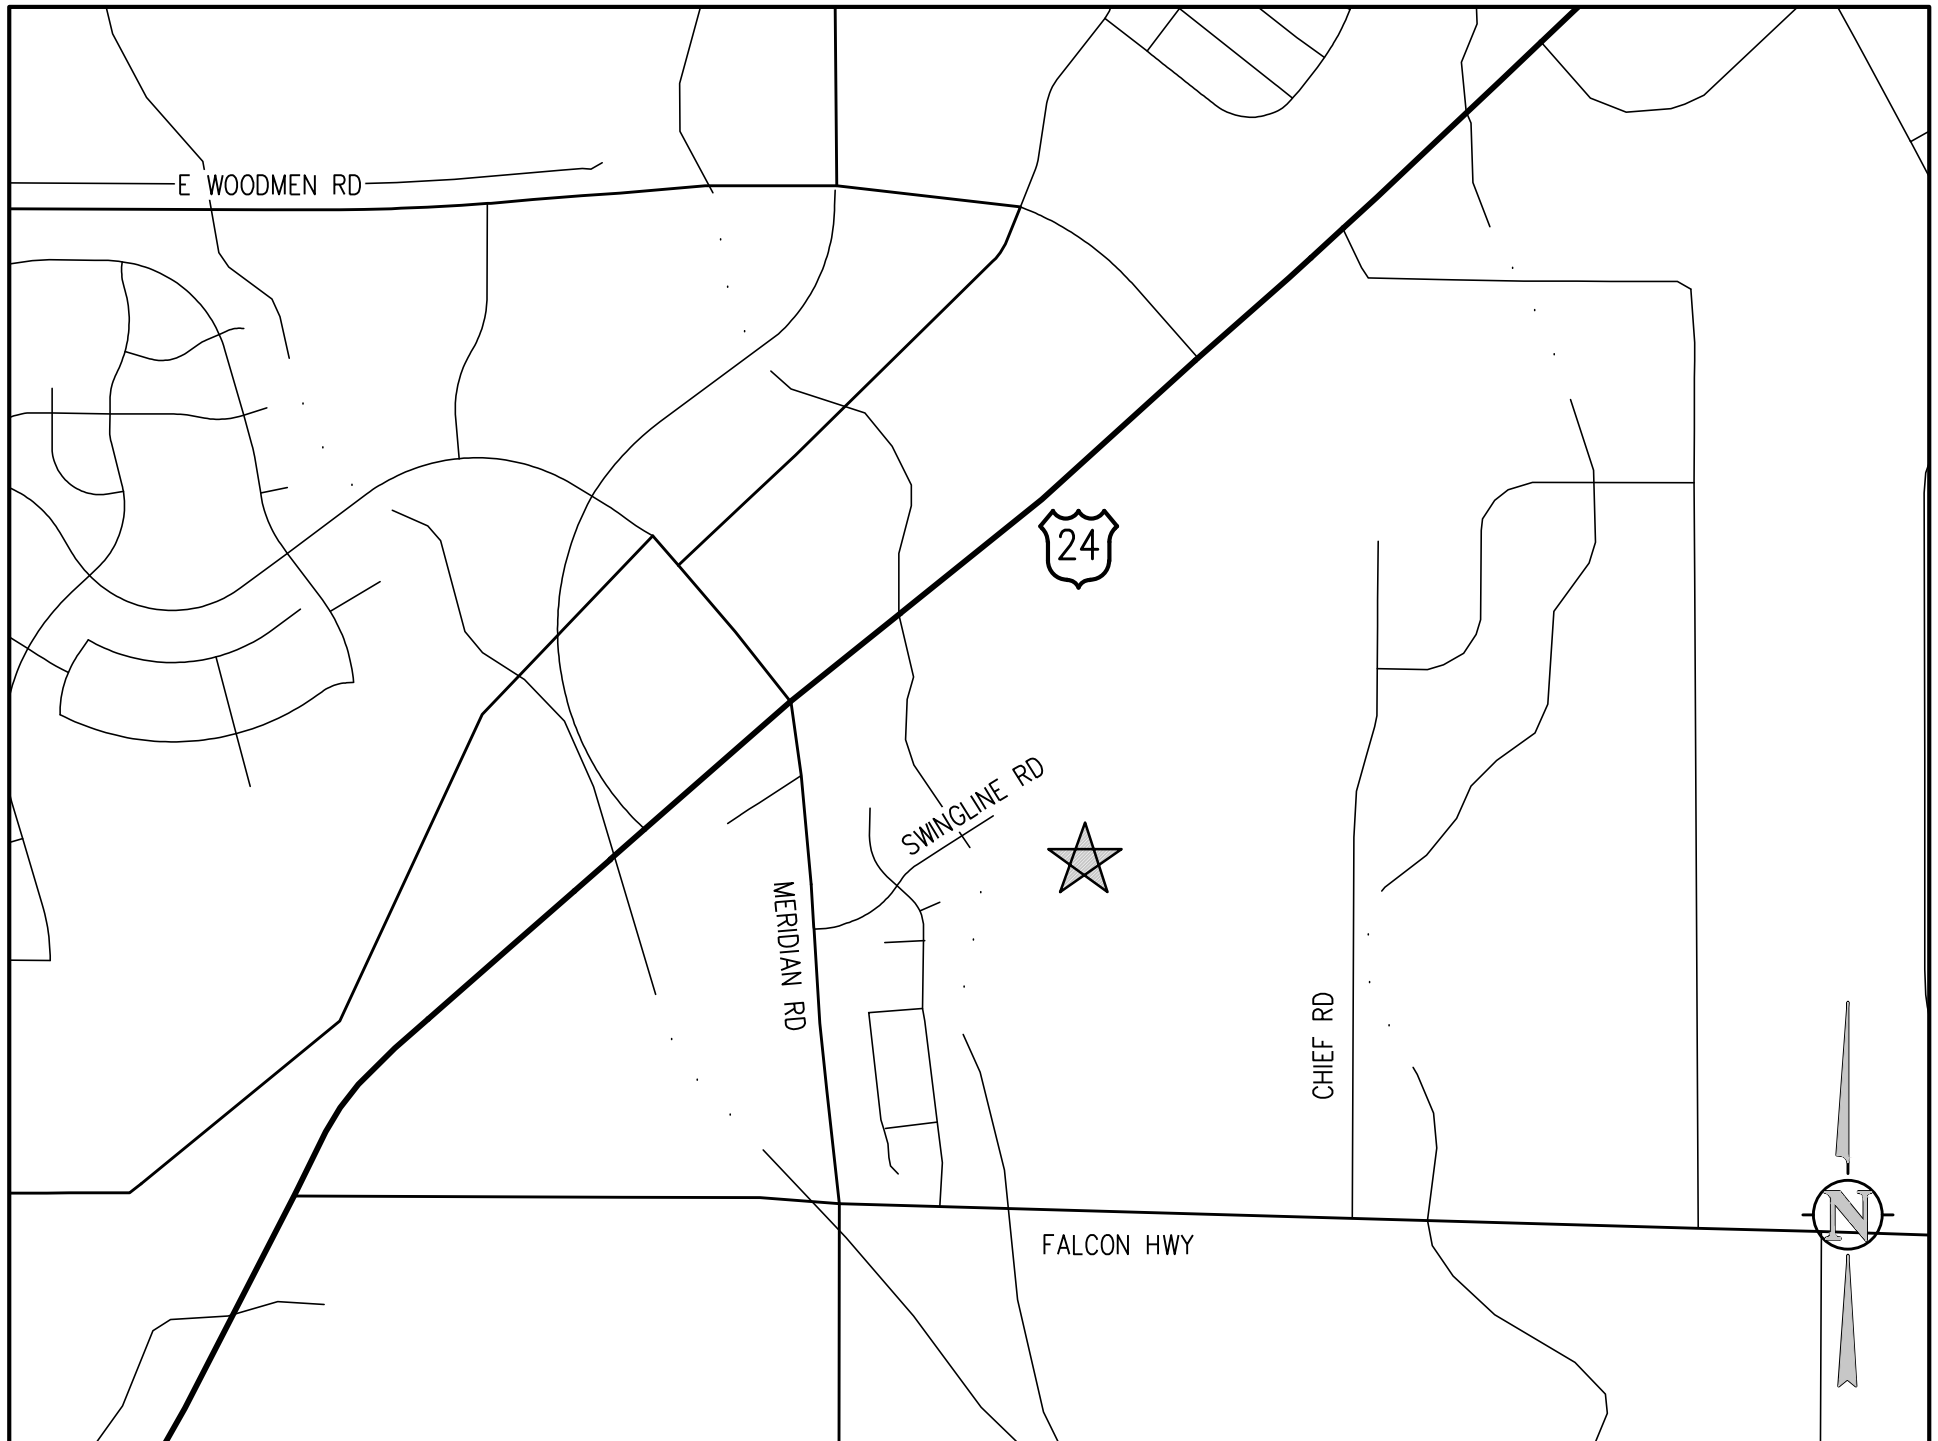 E WOODMEN RD
24
SWINGLINE RD
MERIDIAN RD
CHIEF RD
N
FALCON HWY